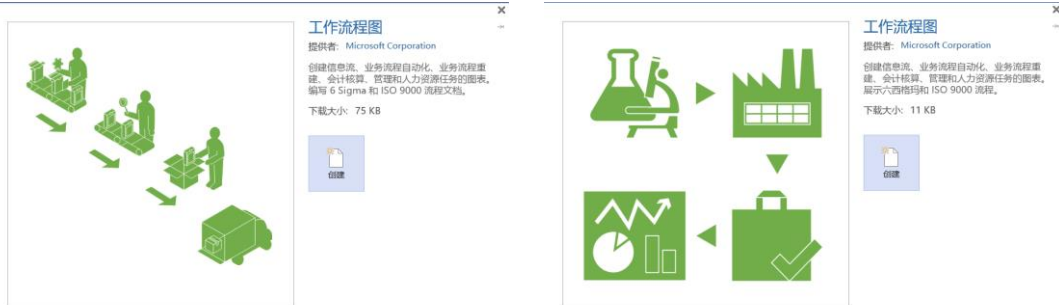 工作流程图
提供者: Microsoft Corporation
创建信息流、业务流程自动化、业务流程重
建、会计核算、管理和人力资源任务的图表。
编写 6 Sigma 和 ISO 9000 流程文档。
下载大小: 75 KB
创建
工作流程图
提供者: Microsoft Corporation
创建信息流、业务流程自动化、业务流程重
建、会计核算、管理和人力资源任务的图表。
展示六西格玛和 ISO 9000 流程。
下载大小: 11 KB
创建